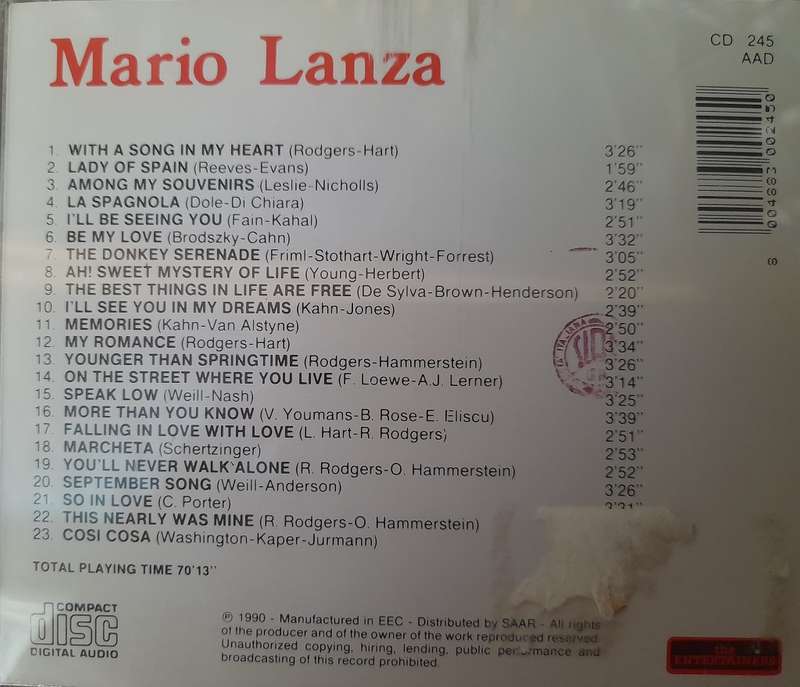 Mario Lanza
CD 245
AAD
1. WITH A SONG IN MY HEART (Rodgers-Hart) 3'26"
2. LADY OF SPAIN (Reeves-Evans) 1'59"
3. AMONG MY SOUVENIRS (Leslie-Nicholls) 2'46"
4. LA SPAGNOLA (Dole-Di Chiara) 3'19"
5. I'LL BE SEEING YOU (Fain-Kahal) 2'51"
6. BE MY LOVE (Brodszky-Cahn) 3'32
7. THE DONKEY SERENADE (Friml-Stothart-Wright-Forrest) 3'05"
8. AH! SWEET MYSTERY OF LIFE (Young-Herbert) 2'52"
9. THE BEST THINGS IN LIFE ARE FREE (De Sylva-Brown-Henderson) 2'20"
10. I'LL SEE YOU IN MY DREAMS (Kahn-Jones) 2'39"
11. MEMORIES (Kahn-Van Alstyne) 2'50"
12. MY ROMANCE (Rodgers-Hart) 3'34"
13. YOUNGER THAN SPRINGTIME (Rodgers-Hammerstein) 3'26"
14. ON THE STREET WHERE YOU LIVE (F. Loewe-A.J. Lerner) 3'14"
15. SPEAK LOW (Weill-Nash) 3'25"
16. MORE THAN YOU KNOW (V. Youmans-B. Rose-E. Eliscu) 3'39"
17. FALLING IN LOVE WITH LOVE (L. Hart-R. Rodgers) 2'51"
18. MARCHETA (Schertzinger) 2'53"
19. YOU'LL NEVER WALK ALONE (R. Rodgers-O. Hammerstein) 2'52"
20. SEPTEMBER SONG (Weill-Anderson) 3'26"
21. SO IN LOVE (C. Porter)
22. THIS NEARLY WAS MINE (R. Rodgers-O. Hammerstein)
23. COSI COSA (Washington-Kaper-Jurmann)
TOTAL PLAYING TIME 70'13"
COMPACT
disc
DIGITAL AUDIO
℗ 1990 - Manufactured in EEC - Distributed by SAAR - All rights
of the producer and of the owner of the work reproduced reserved.
Unauthorized copying, hiring, lending, public performance and
broadcasting of this record prohibited.
the
ENTERTAINERS